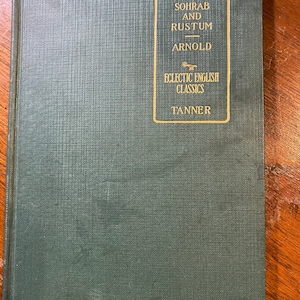 SOHRAB
AND
RUSTUM
ARNOLD
ECLECTIC ENGLISH
CLASSICS
TANNER